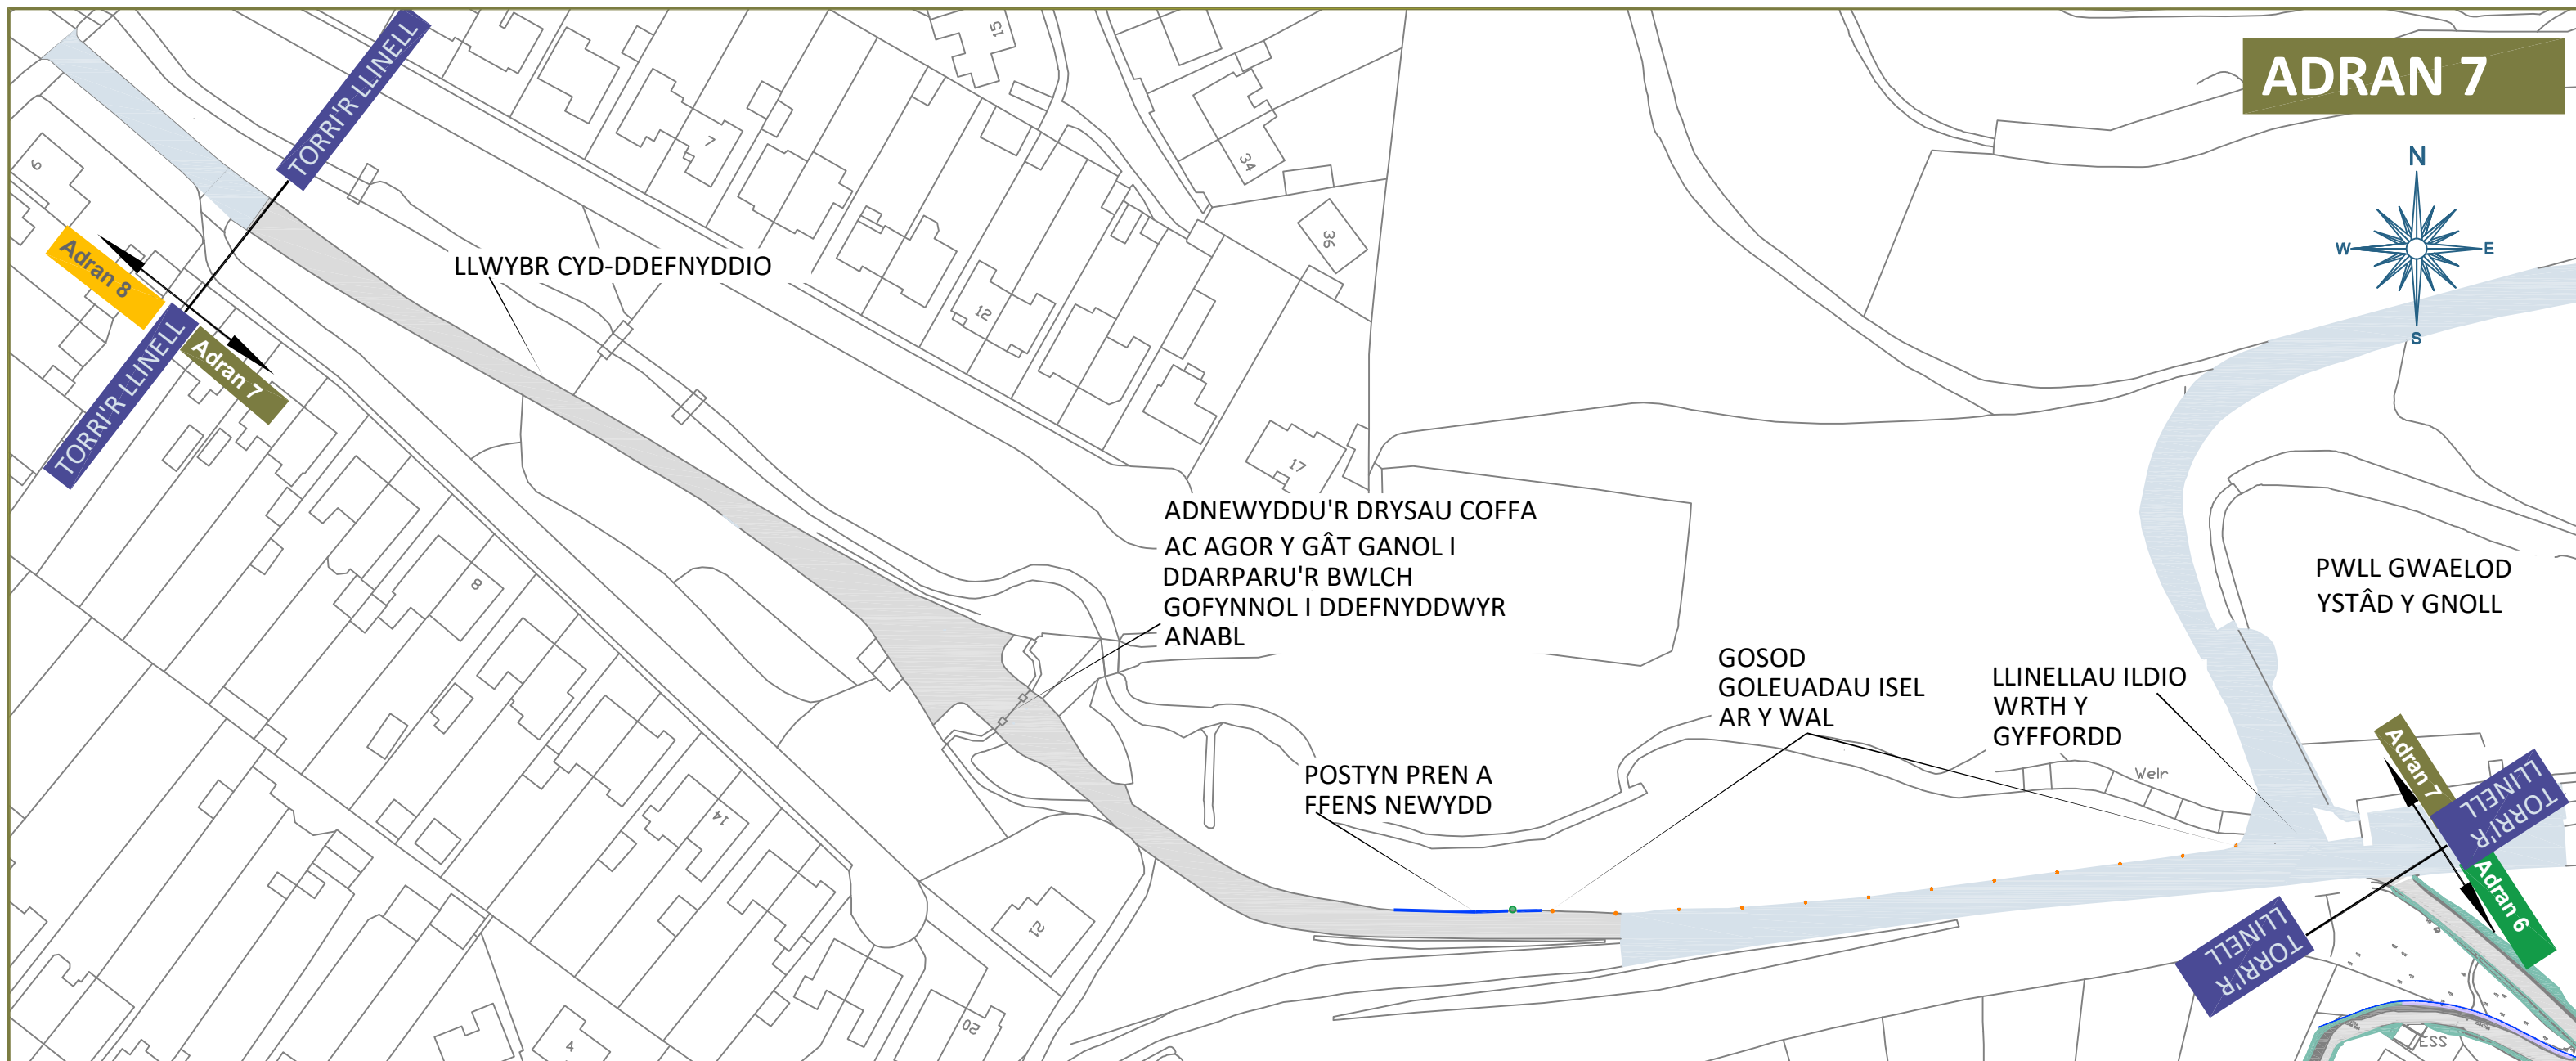 ADRAN 7
N
W
E
S
TORRI'R LLINELL
Adran 8
Adran 7
TORRI'R LLINELL
LLWYBR CYD-DDEFNYDDIO
ADNEWYDDU'R DRYSAU COFFA
AC AGOR Y GÂT GANOL I
DDARPARU'R BWLCH
GOFYNNOL I DDEFNYDDWYR
ANABL
POSTYN PREN A
FFENS NEWYDD
GOSOD
GOLEUADAU ISEL
AR Y WAL
LLINELLAU ILDIO
WRTH Y
GYFFORDD
PWLL GWAELOD
YSTÂD Y GNOLL
Weir
Adran 7
TORRI'R
LLINELL
Adran 6
TORRI'R
LLINELL
ESS
15
7
34
36
12
17
6
8
14
21
20
4